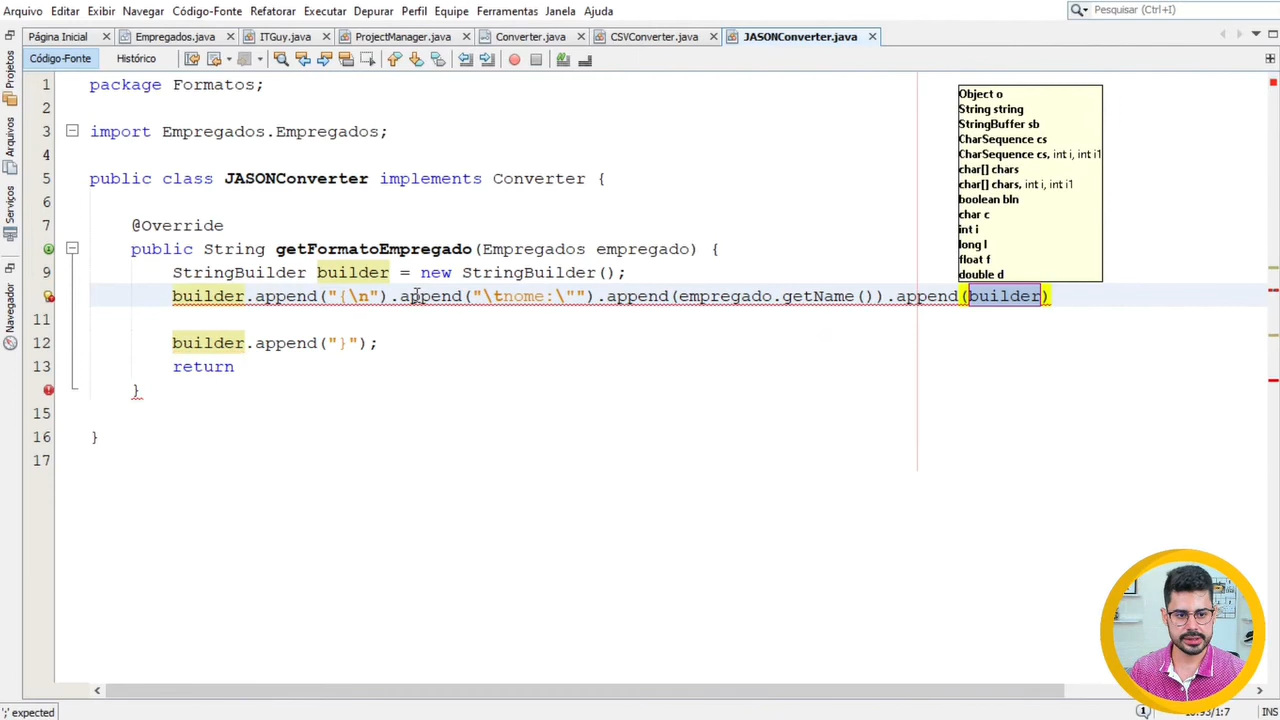 Arquivo Editar Exibir Navegar Código-Fonte Refatorar Executar Depurar Perfil Equipe Ferramentas Janela Ajuda
Pesquisar (Ctrl+I)
Página Inicial Empregados.java ITGuy.java ProjectManager.java Converter.java CSVConverter.java JASONConverter.java
Código-Fonte Histórico
Projetos
Arquivos
Serviços
Navegador
1 package Formatos;
2
3 import Empregados.Empregados;
4
5 public class JASONConverter implements Converter {
6
7 @Override
public String getFormatoEmpregado(Empregados empregado) {
9 StringBuilder builder = new StringBuilder();
builder.append("{\n").append("\tnome:\"").append(empregado.getName()).append(builder)
11
12 builder.append("}");
13 return
}
15
16 }
17
Object o
String string
StringBuffer sb
CharSequence cs
CharSequence cs, int i, int i1
char[] chars
char[] chars, int i, int i1
boolean bln
char c
int i
long l
float f
double d
';' expected
1
10:93/1:7
INS